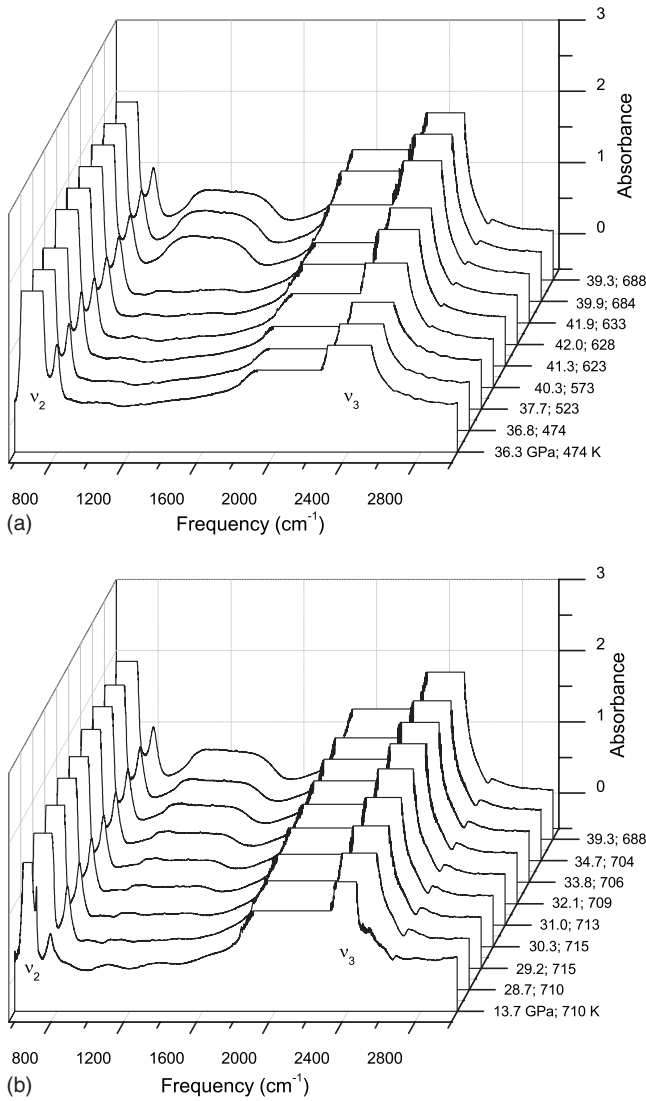 3
2
Absorbance
1
0
39.3; 688
39.9; 684
41.9; 633
42.0; 628
41.3; 623
40.3; 573
37.7; 523
36.8; 474
36.3 GPa; 474 K
ν2
ν3
800 1200 1600 2000 2400 2800
(a)
Frequency (cm-1)
3
2
Absorbance
1
0
39.3; 688
34.7; 704
33.8; 706
32.1; 709
31.0; 713
30.3; 715
29.2; 715
28.7; 710
13.7 GPa; 710 K
ν2
ν3
800 1200 1600 2000 2400 2800
(b)
Frequency (cm-1)